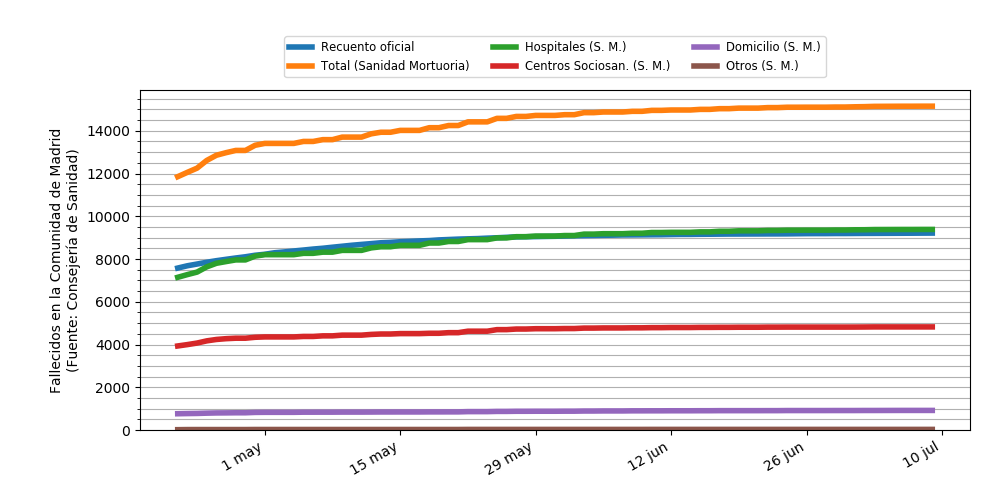 Recuento oficial
Total (Sanidad Mortuoria)
Hospitales (S. M.)
Centros Sociosan. (S. M.)
Domicilio (S. M.)
Otros (S. M.)
Fallecidos en la Comunidad de Madrid
(Fuente: Consejería de Sanidad)
14000
12000
10000
8000
6000
4000
2000
0
1 may
15 may
29 may
12 jun
26 jun
10 jul